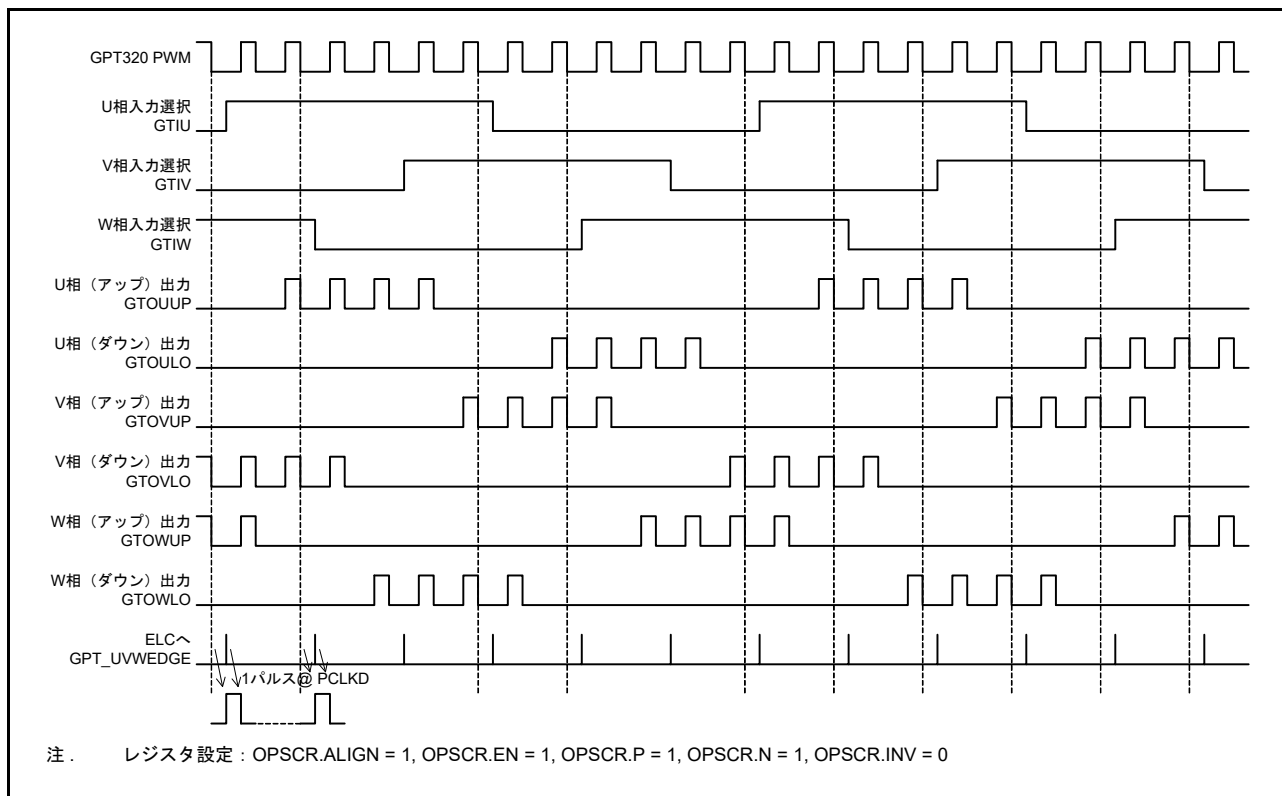 GPT320 PWM
U相入力選択
GTIU
V相入力選択
GTIV
W相入力選択
GTIW
U相（アップ）出力
GTOUUP
U相（ダウン）出力
GTOULO
V相（アップ）出力
GTOVUP
V相（ダウン）出力
GTOVLO
W相（アップ）出力
GTOWUP
W相（ダウン）出力
GTOWLO
ELCへ
GPT_UVWEDGE
1パルス@ PCLKD
注． レジスタ設定：OPSCR.ALIGN = 1, OPSCR.EN = 1, OPSCR.P = 1, OPSCR.N = 1, OPSCR.INV = 0